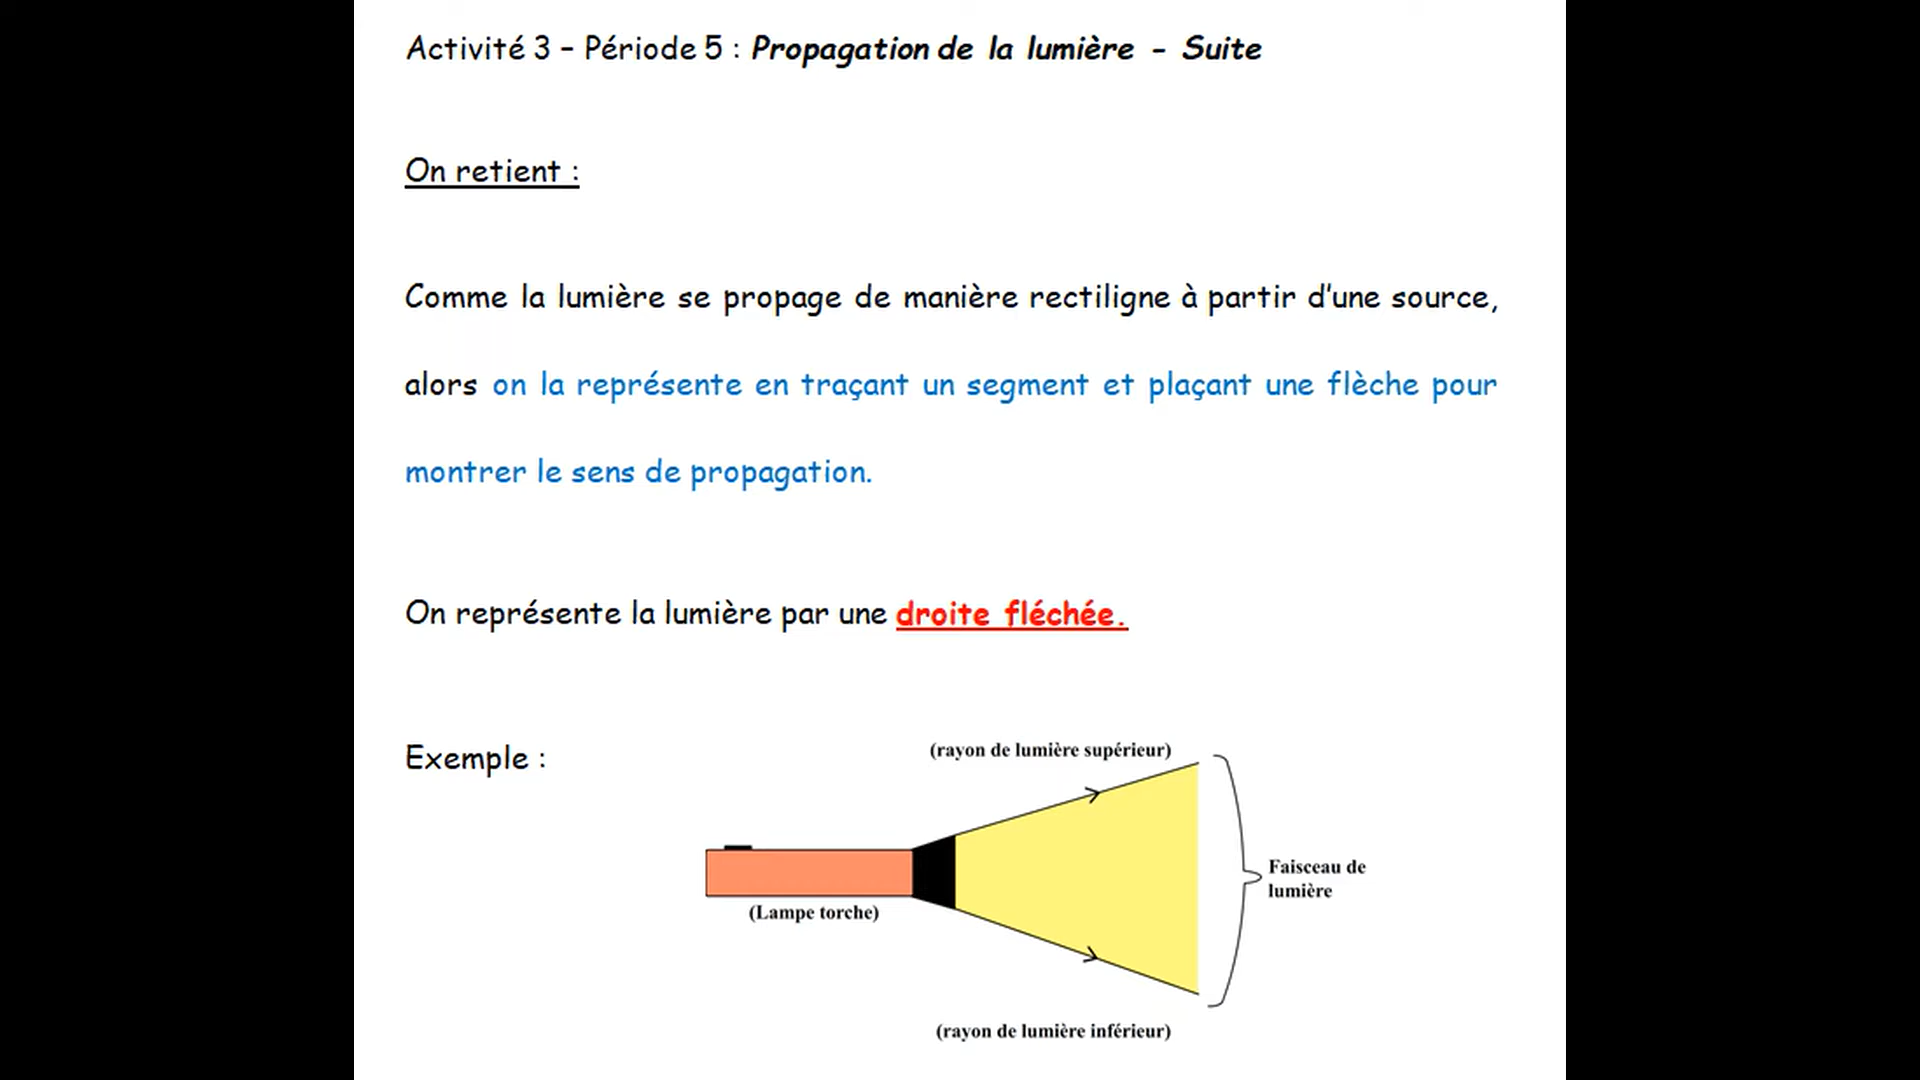 Activité 3 – Période 5 : Propagation de la lumière - Suite
On retient :
Comme la lumière se propage de manière rectiligne à partir d'une source,
alors on la représente en traçant un segment et plaçant une flèche pour
montrer le sens de propagation.
On représente la lumière par une droite fléchée.
Exemple :
(rayon de lumière supérieur)
Faisceau de
lumière
(Lampe torche)
(rayon de lumière inférieur)